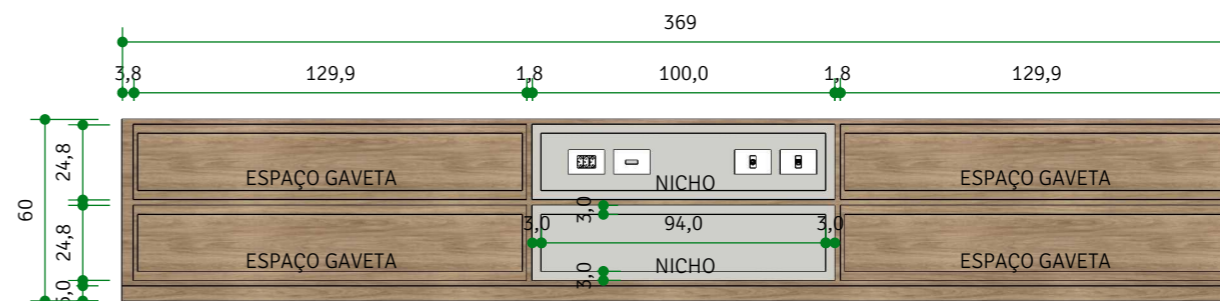 369
3,8 129,9 1,8 100,0 1,8 129,9
24,8
ESPAÇO GAVETA NICHO ESPAÇO GAVETA
60
3,0
3,0 94,0 3,0
24,8
ESPAÇO GAVETA NICHO ESPAÇO GAVETA
3,0